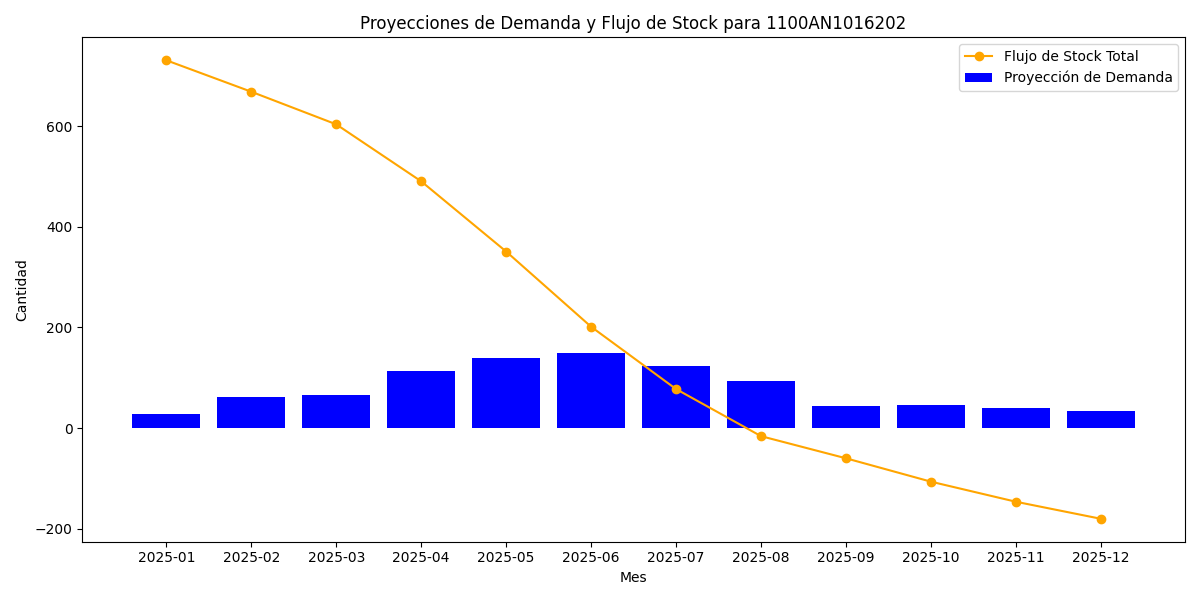 Proyecciones de Demanda y Flujo de Stock para 1100AN1016202
Flujo de Stock Total
Proyección de Demanda
Cantidad
600
400
200
0
−200
2025-01 2025-02 2025-03 2025-04 2025-05 2025-06 2025-07 2025-08 2025-09 2025-10 2025-11 2025-12
Mes